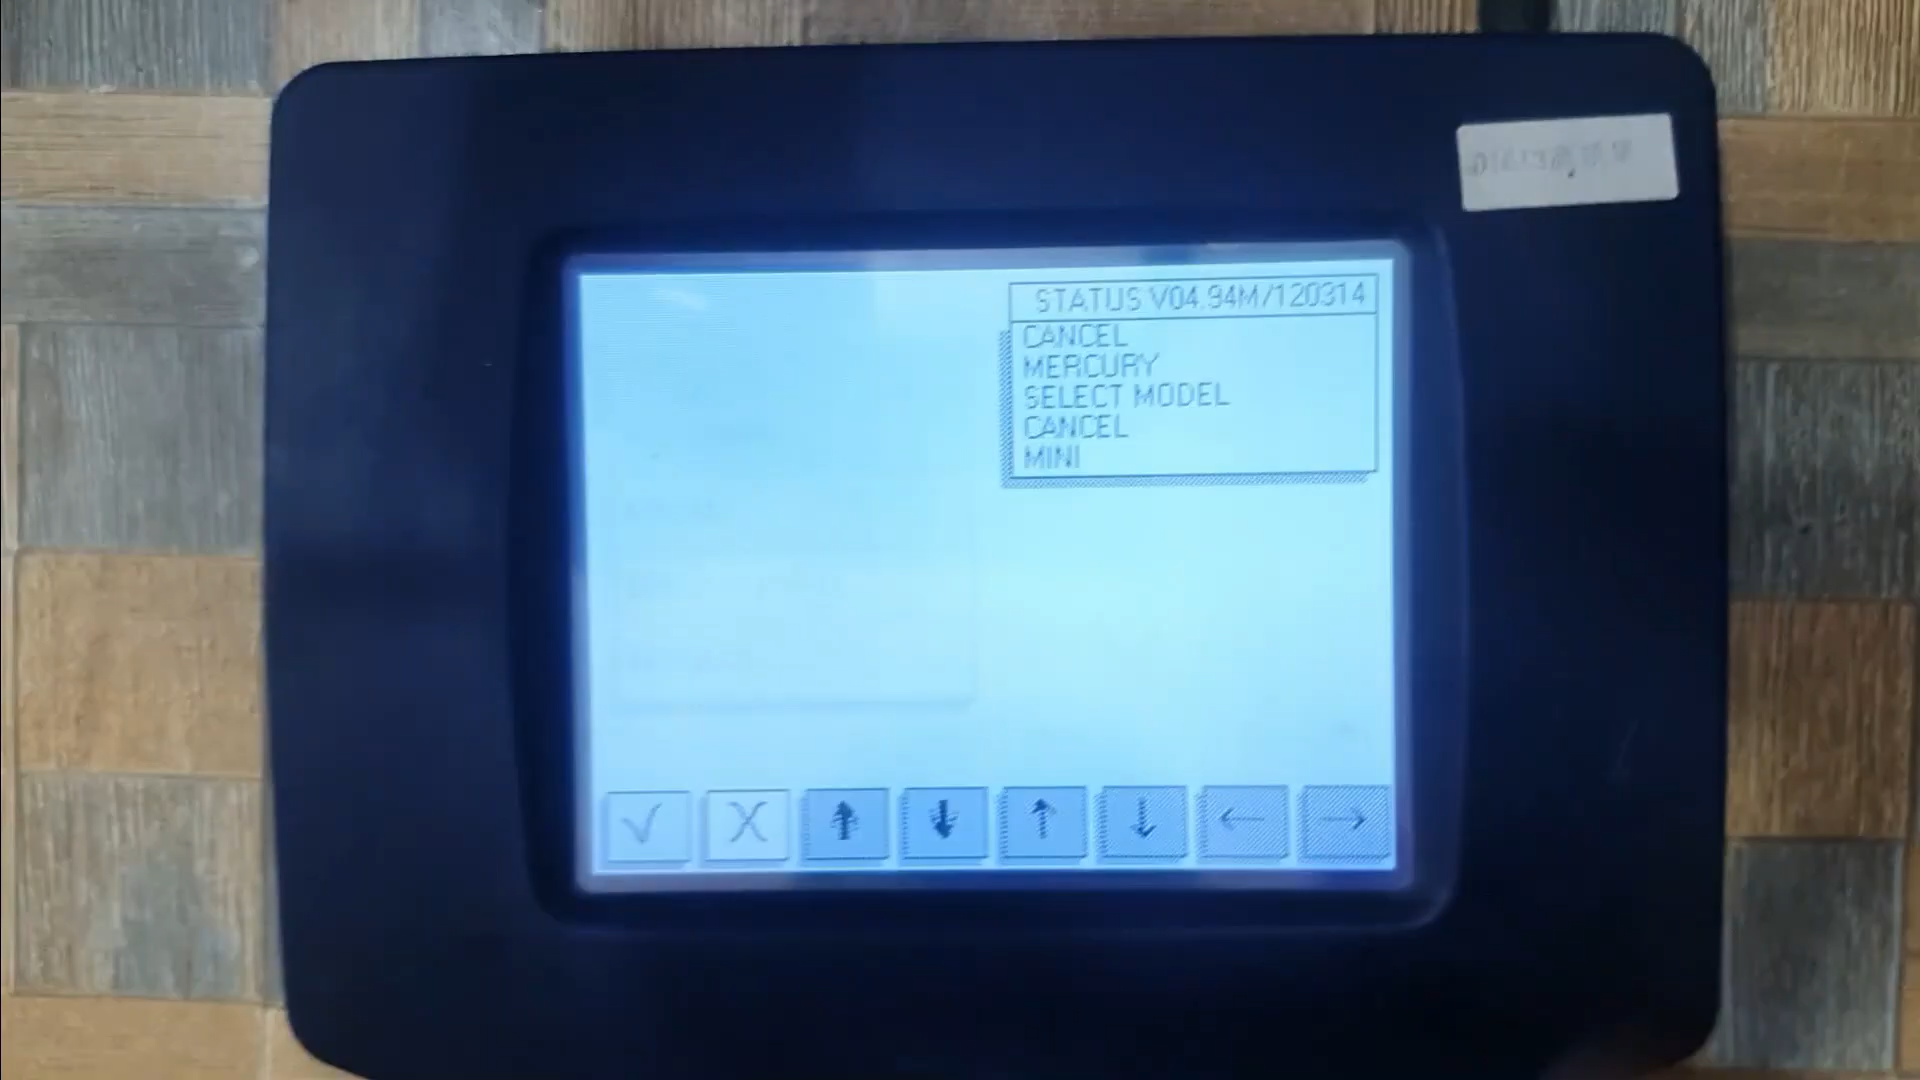 STATUS V04.94M/120314
CANCEL
MERCURY
SELECT MODEL
CANCEL
MINI